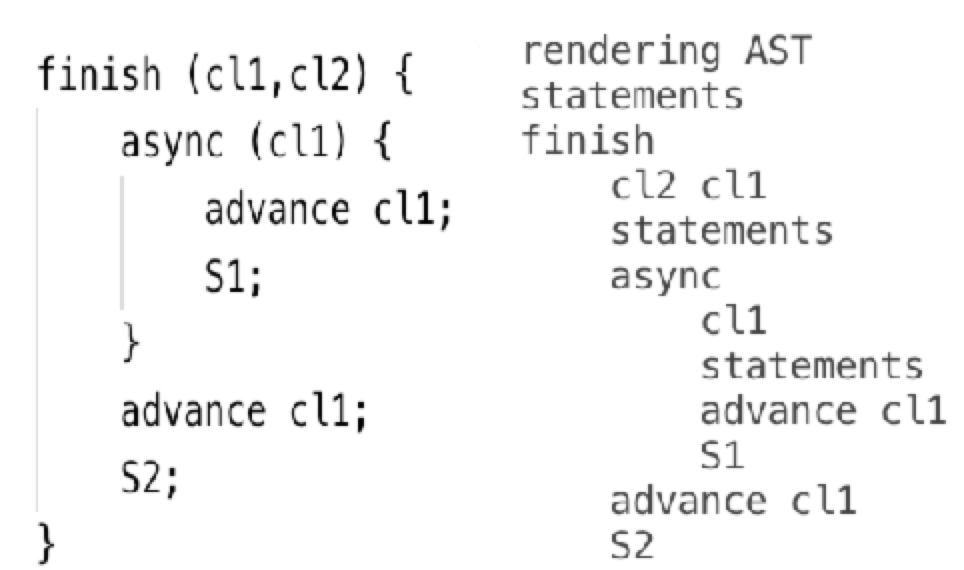 finish (cl1,cl2) {
async (cl1) {
advance cl1;
S1;
}
advance cl1;
S2;
}
rendering AST
statements
finish
cl2 cl1
statements
async
cl1
statements
advance cl1
S1
advance cl1
S2